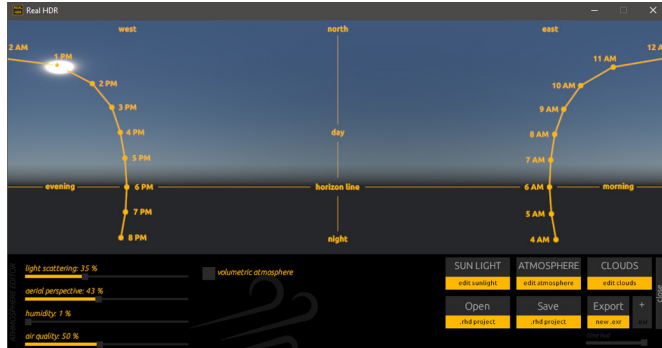 Real HDR
west
north
east
2 AM
12 A
1 PM
11 AM
2 PM
10 AM
3 PM
9 AM
4 PM
day
8 AM
5 PM
7 AM
evening
6 PM
horizon line
6 AM
morning
7 PM
5 AM
8 PM
night
4 AM
ATMOSPHERE EDITOR
light scattering: 35 %
aerial perspective: 43 %
humidity: 1 %
air quality: 50 %
volumetric atmosphere
SUN LIGHT
edit sunlight
ATMOSPHERE
edit atmosphere
CLOUDS
edit clouds
Open
.rhd project
Save
.rhd project
Export
new .exr
+
close